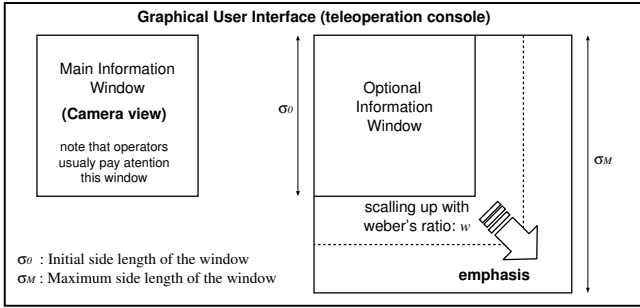 Graphical User Interface (teleoperation console)
Main Information
Window
(Camera view)
note that operators
usualy pay atention
this window
σ0
Optional
Information
Window
σM
scalling up with
weber's ratio: w
emphasis
σ0 : Initial side length of the window
σM : Maximum side length of the window